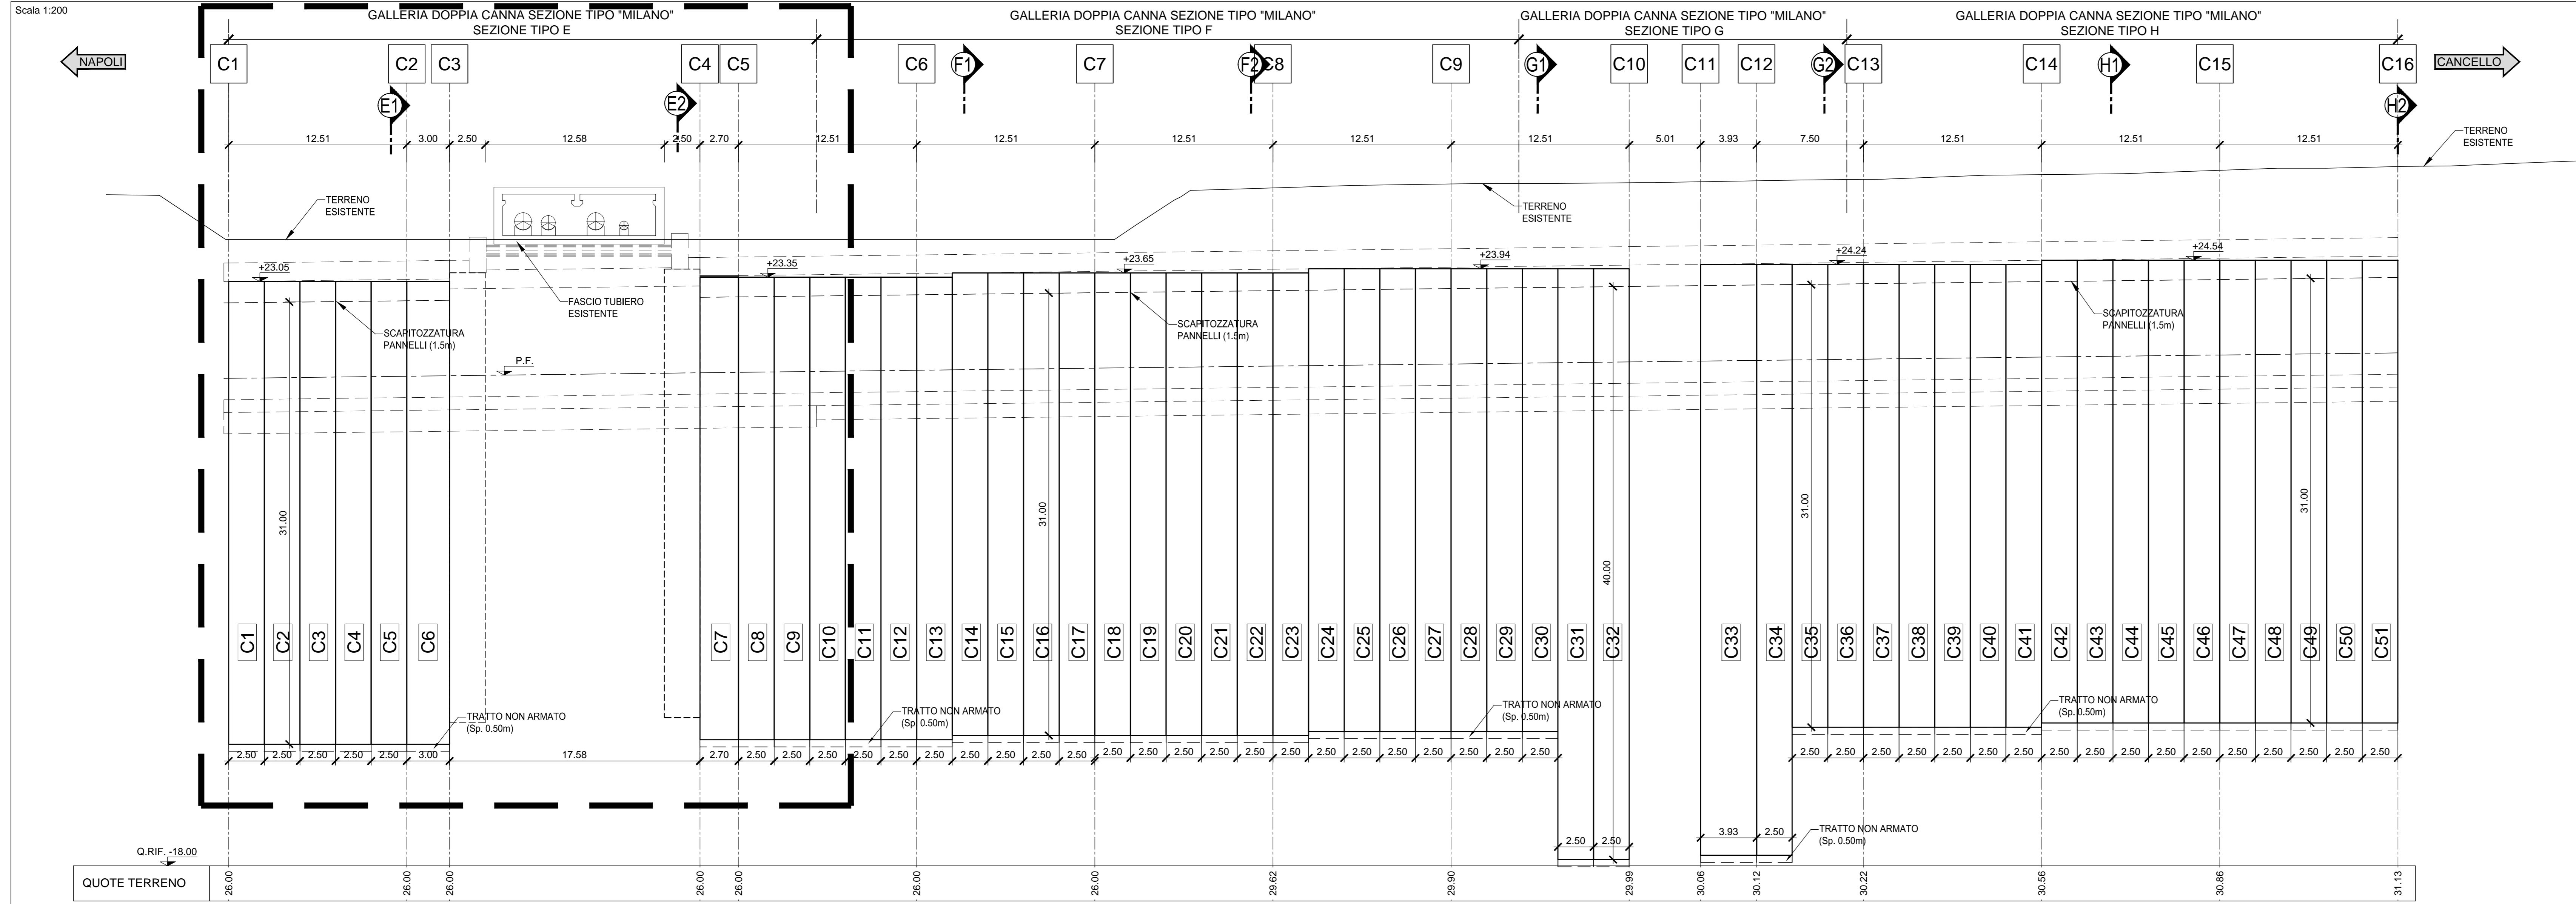 Scala 1:200
GALLERIA DOPPIA CANNA SEZIONE TIPO "MILANO"
SEZIONE TIPO E
GALLERIA DOPPIA CANNA SEZIONE TIPO "MILANO"
SEZIONE TIPO F
GALLERIA DOPPIA CANNA SEZIONE TIPO "MILANO"
SEZIONE TIPO G
GALLERIA DOPPIA CANNA SEZIONE TIPO "MILANO"
SEZIONE TIPO H
NAPOLI
C1 C2 C3 C4 C5 C6 F1 C7 F2 C8 C9 G1 C10 C11 C12 G2 C13 C14 H1 C15 C16
CANCELLO
E1 E2 H2
12.51 3.00 2.50 12.58 2.50 2.70 12.51 12.51 12.51 12.51 12.51 5.01 3.93 7.50 12.51 12.51 12.51
TERRENO
ESISTENTE
TERRENO
ESISTENTE
TERRENO
ESISTENTE
+23.05 +23.35 +23.65 +23.94 +24.24 +24.54
FASCIO TUBIERO
ESISTENTE
SCAPITOZZATURA
PANNELLI (1.5m)
SCAPITOZZATURA
PANNELLI (1.5m)
SCAPITOZZATURA
PANNELLI (1.5m)
P.F.
31.00 31.00 40.00 31.00 31.00
C1 C2 C3 C4 C5 C6 C7 C8 C9 C10 C11 C12 C13 C14 C15 C16 C17 C18 C19 C20 C21 C22 C23 C24 C25 C26 C27 C28 C29 C30 C31 C32 C33 C34 C35 C36 C37 C38 C39 C40 C41 C42 C43 C44 C45 C46 C47 C48 C49 C50 C51
TRATTO NON ARMATO
(Sp. 0.50m)
TRATTO NON ARMATO
(Sp. 0.50m)
TRATTO NON ARMATO
(Sp. 0.50m)
TRATTO NON ARMATO
(Sp. 0.50m)
2.50 2.50 2.50 2.50 2.50 3.00 17.58 2.70 2.50 2.50 2.50 2.50 2.50 2.50 2.50 2.50 2.50 2.50 2.50 2.50 2.50 2.50 2.50 2.50 2.50 2.50 2.50 2.50 2.50 2.50 2.50 2.50 2.50 2.50 2.50 2.50 2.50 2.50 2.50 2.50 2.50 2.50 2.50 2.50 2.50 2.50 2.50
2.50 2.50 3.93 2.50
TRATTO NON ARMATO
(Sp. 0.50m)
Q.RIF. -18.00
QUOTE TERRENO
26.00 26.00 26.00 26.00 26.00 26.00 26.00 29.62 29.90 29.99 30.06 30.12 30.22 30.56 30.86 31.13